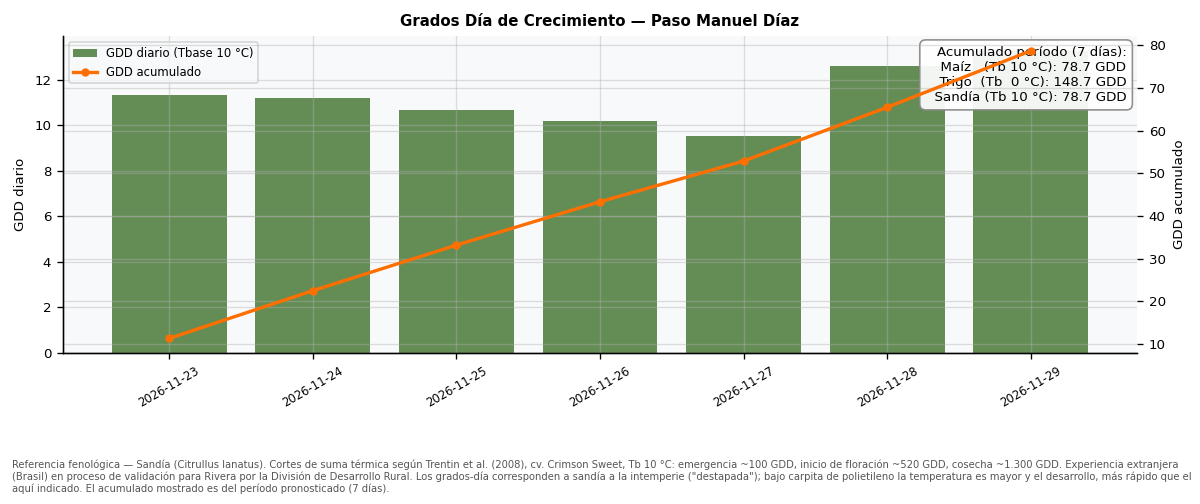 Grados Día de Crecimiento — Paso Manuel Díaz
GDD diario (Tbase 10 °C)
GDD acumulado
Acumulado período (7 días):
Maíz (Tb 10 °C): 78.7 GDD
Trigo (Tb 0 °C): 148.7 GDD
Sandía (Tb 10 °C): 78.7 GDD
GDD diario
12
10
8
6
4
2
0
80
70
60
50
40
30
20
10
GDD acumulado
2026-11-23
2026-11-24
2026-11-25
2026-11-26
2026-11-27
2026-11-28
2026-11-29
Referencia fenológica — Sandía (Citrullus lanatus). Cortes de suma térmica según Trentin et al. (2008), cv. Crimson Sweet, Tb 10 °C: emergencia ~100 GDD, inicio de floración ~520 GDD, cosecha ~1.300 GDD. Experiencia extranjera
(Brasil) en proceso de validación para Rivera por la División de Desarrollo Rural. Los grados-día corresponden a sandía a la intemperie ("destapada"); bajo carpita de polietileno la temperatura es mayor y el desarrollo, más rápido que el
aquí indicado. El acumulado mostrado es del período pronosticado (7 días).